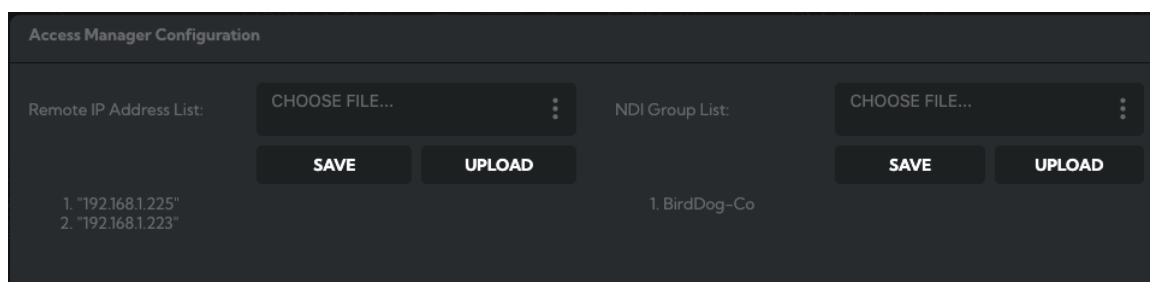 Access Manager Configuration
Remote IP Address List:
CHOOSE FILE...
NDI Group List:
CHOOSE FILE...
SAVE
UPLOAD
SAVE
UPLOAD
1. "192.168.1.225"
2. "192.168.1.223"
1. BirdDog-Co